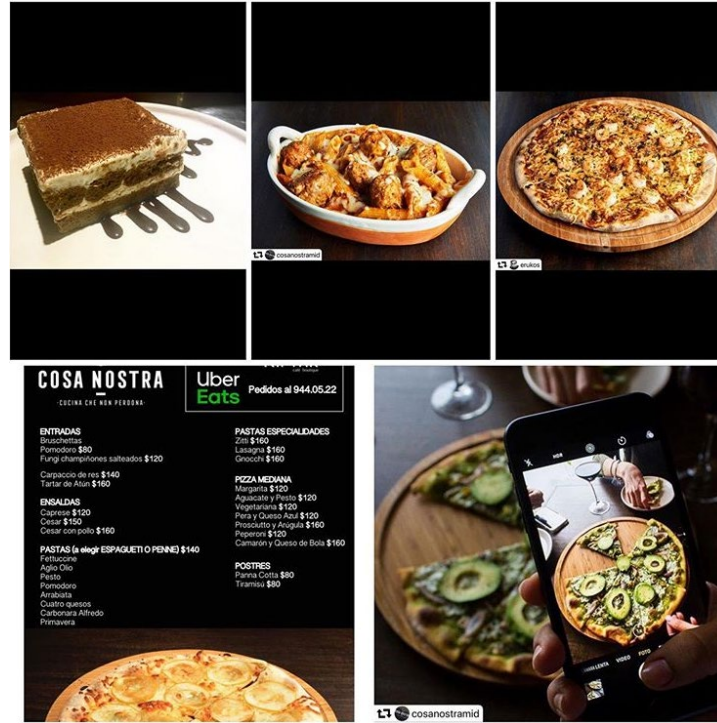 cosanostramid
erukos
COSA NOSTRA
·CUCINA CHE NON PERDONA·
Uber
Eats
Pedidos al 944.05.22
ENTRADAS
Bruschettas
Pomodoro $80
Fungi champiñones salteados $120
Carpaccio de res $140
Tartar de Atún $160
ENSALDAS
Caprese $120
Cesar $150
Cesar con pollo $160
PASTAS (a elegir ESPAGUETI O PENNE) $140
Fettuccine
Aglio Olio
Pesto
Pomodoro
Arrabiata
Cuatro quesos
Carbonara Alfredo
Primavera
PASTAS ESPECIALIDADES
Zitti $160
Lasagna $160
Gnocchi $160
PIZZA MEDIANA
Margarita $120
Aguacate y Pesto $120
Vegetariana $120
Pera y Queso Azul $120
Prosciutto y Arúgula $160
Peperoni $120
Camarón y Queso de Bola $160
POSTRES
Panna Cotta $80
Tiramisú $80
HDR
VIDEO
FOTO
cosanostramid